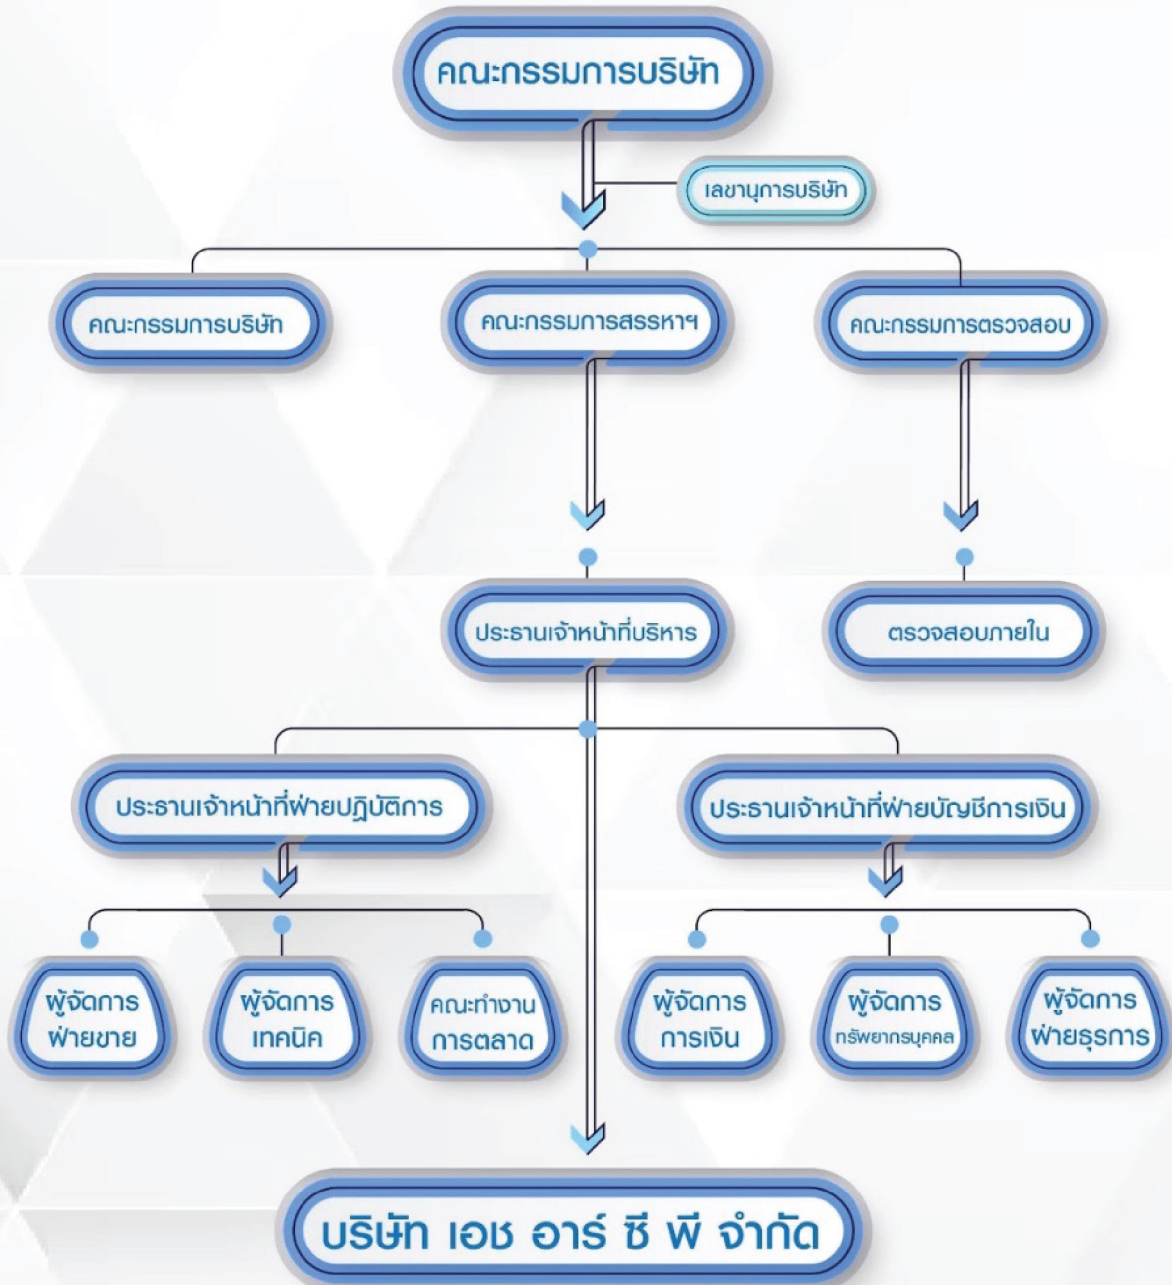 คณะกรรมการบริษัท
เลขานุการบริษัท
คณะกรรมการบริษัท
คณะกรรมการสรรหาฯ
คณะกรรมการตรวจสอบ
ประธานเจ้าหน้าที่บริหาร
ตรวจสอบภายใน
ประธานเจ้าหน้าที่ฝ่ายปฏิบัติการ
ประธานเจ้าหน้าที่ฝ่ายบัญชีการเงิน
ผู้จัดการ
ฝ่ายขาย
ผู้จัดการ
เทคนิค
คณะทำงาน
การตลาด
ผู้จัดการ
การเงิน
ผู้จัดการ
ทรัพยากรบุคคล
ผู้จัดการ
ฝ่ายธุรการ
บริษัท เอช อาร์ ซี พี จำกัด